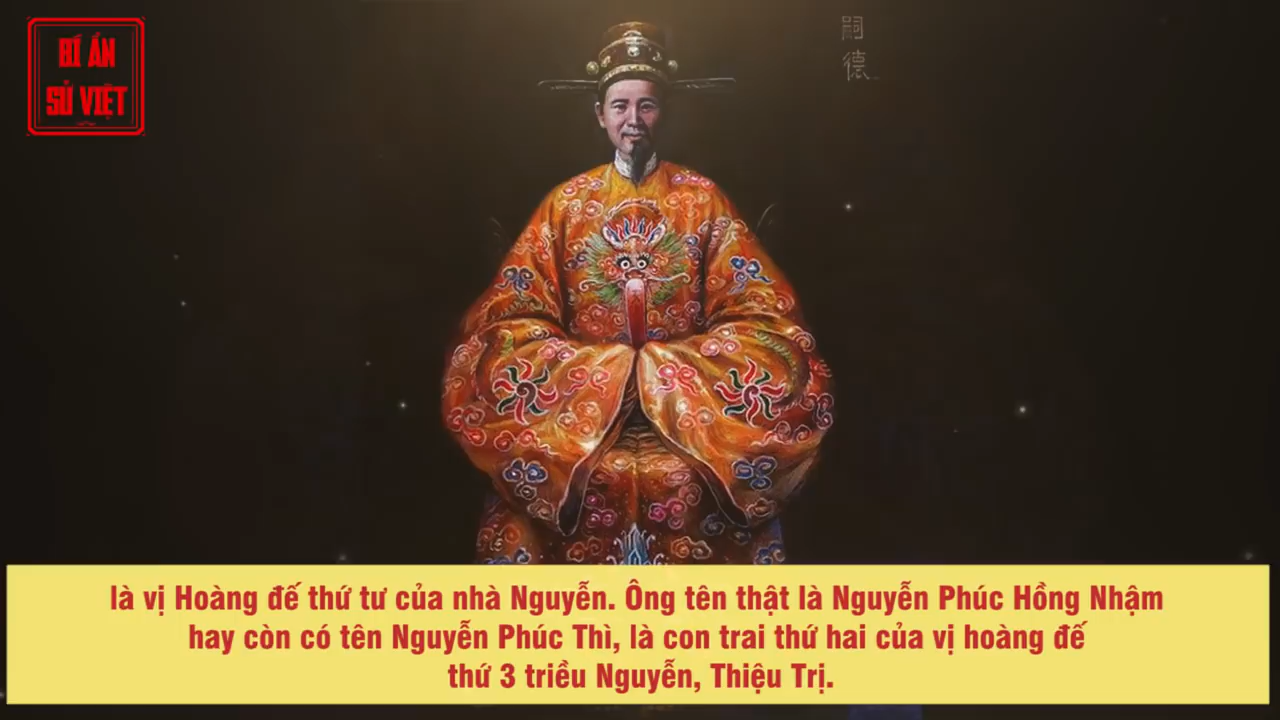 BÍ ẨN
SỬ VIỆT
嗣
德
là vị Hoàng đế thứ tư của nhà Nguyễn. Ông tên thật là Nguyễn Phúc Hồng Nhậm
hay còn có tên Nguyễn Phúc Thì, là con trai thứ hai của vị hoàng đế
thứ 3 triều Nguyễn, Thiệu Trị.